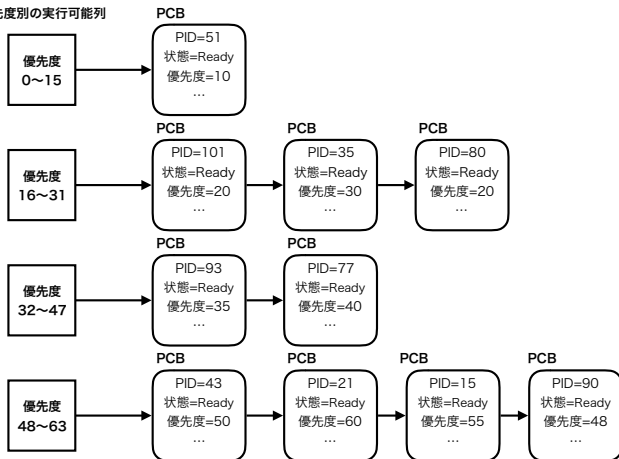 先度別の実行可能列
PCB
優先度
0〜15
PID=51
状態=Ready
優先度=10
…
PCB
PCB
PCB
優先度
16〜31
PID=101
状態=Ready
優先度=20
…
PID=35
状態=Ready
優先度=30
…
PID=80
状態=Ready
優先度=20
…
PCB
PCB
優先度
32〜47
PID=93
状態=Ready
優先度=35
…
PID=77
状態=Ready
優先度=40
…
PCB
PCB
PCB
PCB
優先度
48〜63
PID=43
状態=Ready
優先度=50
…
PID=21
状態=Ready
優先度=60
…
PID=15
状態=Ready
優先度=55
…
PID=90
状態=Ready
優先度=48
…